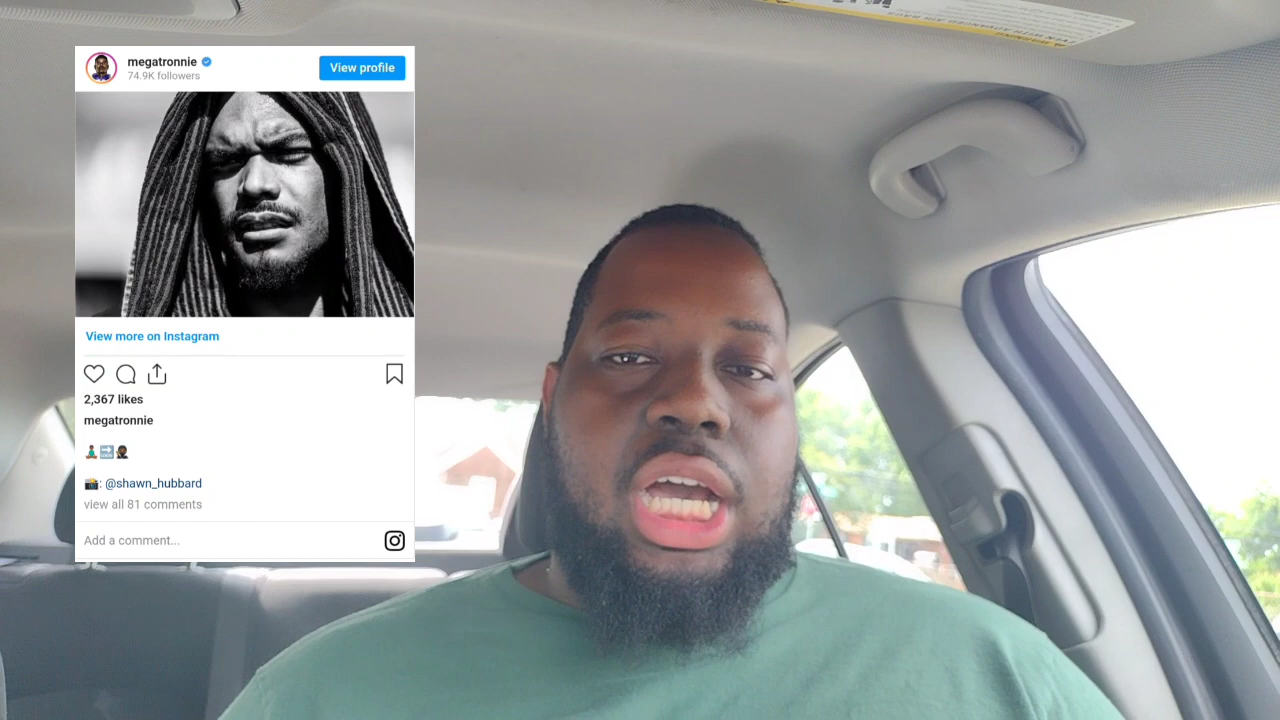 megatronnie
74.9K followers
View profile
View more on Instagram
2,367 likes
megatronnie
🧘🏾‍♂️🔜🥷🏿
📸: @shawn_hubbard
view all 81 comments
Add a comment...
WARNING